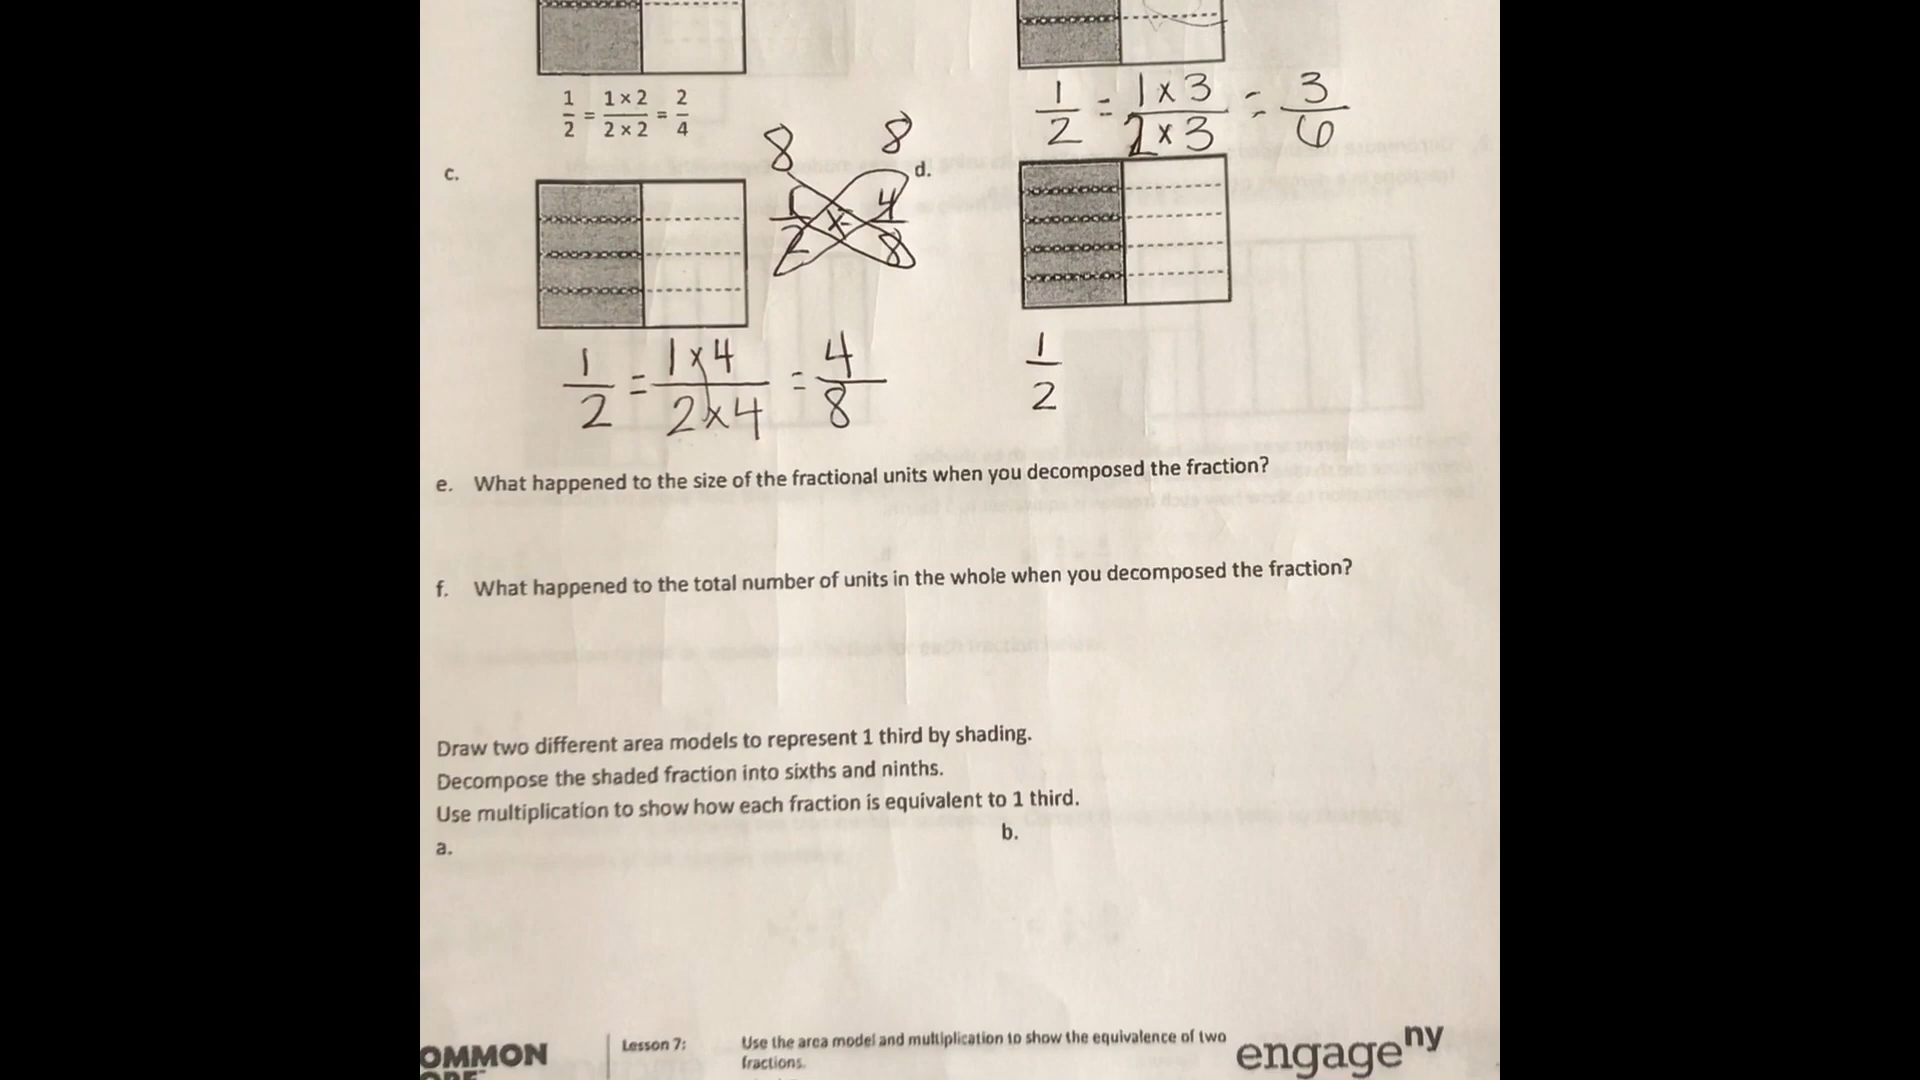 1/2 = 1 x 2 / 2 x 2 = 2/4
1/2 = 1 x 3 / 2 x 3 = 3/6
c.
8 8
1/2 x = 4/8
d.
1/2 = 1 x 4 / 2 x 4 = 4/8
1/2
e. What happened to the size of the fractional units when you decomposed the fraction?
f. What happened to the total number of units in the whole when you decomposed the fraction?
Draw two different area models to represent 1 third by shading.
Decompose the shaded fraction into sixths and ninths.
Use multiplication to show how each fraction is equivalent to 1 third.
a.
b.
OMMON
Lesson 7:
Use the area model and multiplication to show the equivalence of two
fractions.
engage ny